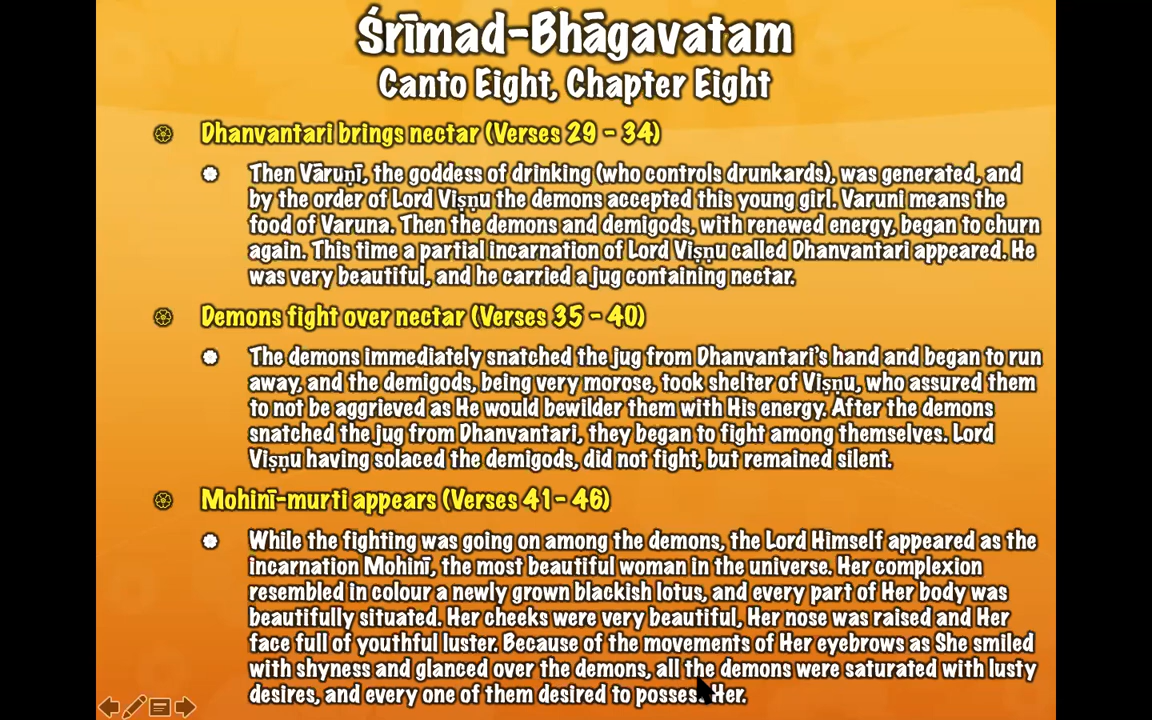 Śrīmad-Bhāgavatam
Canto Eight, Chapter Eight
Dhanvantari brings nectar (Verses 29 - 34)
Then Vāruṇī, the goddess of drinking (who controls drunkards), was generated, and
by the order of Lord Viṣṇu the demons accepted this young girl. Varuni means the
food of Varuna. Then the demons and demigods, with renewed energy, began to churn
again. This time a partial incarnation of Lord Viṣṇu called Dhanvantari appeared. He
was very beautiful, and he carried a jug containing nectar.
Demons fight over nectar (Verses 35 - 40)
The demons immediately snatched the jug from Dhanvantari's hand and began to run
away, and the demigods, being very morose, took shelter of Viṣṇu, who assured them
to not be aggrieved as He would bewilder them with His energy. After the demons
snatched the jug from Dhanvantari, they began to fight among themselves. Lord
Viṣṇu having solaced the demigods, did not fight, but remained silent.
Mohinī-murti appears (Verses 41- 46)
While the fighting was going on among the demons, the Lord Himself appeared as the
incarnation Mohinī, the most beautiful woman in the universe. Her complexion
resembled in colour a newly grown blackish lotus, and every part of Her body was
beautifully situated. Her cheeks were very beautiful, Her nose was raised and Her
face full of youthful luster. Because of the movements of Her eyebrows as She smiled
with shyness and glanced over the demons, all the demons were saturated with lusty
desires, and every one of them desired to possess Her.